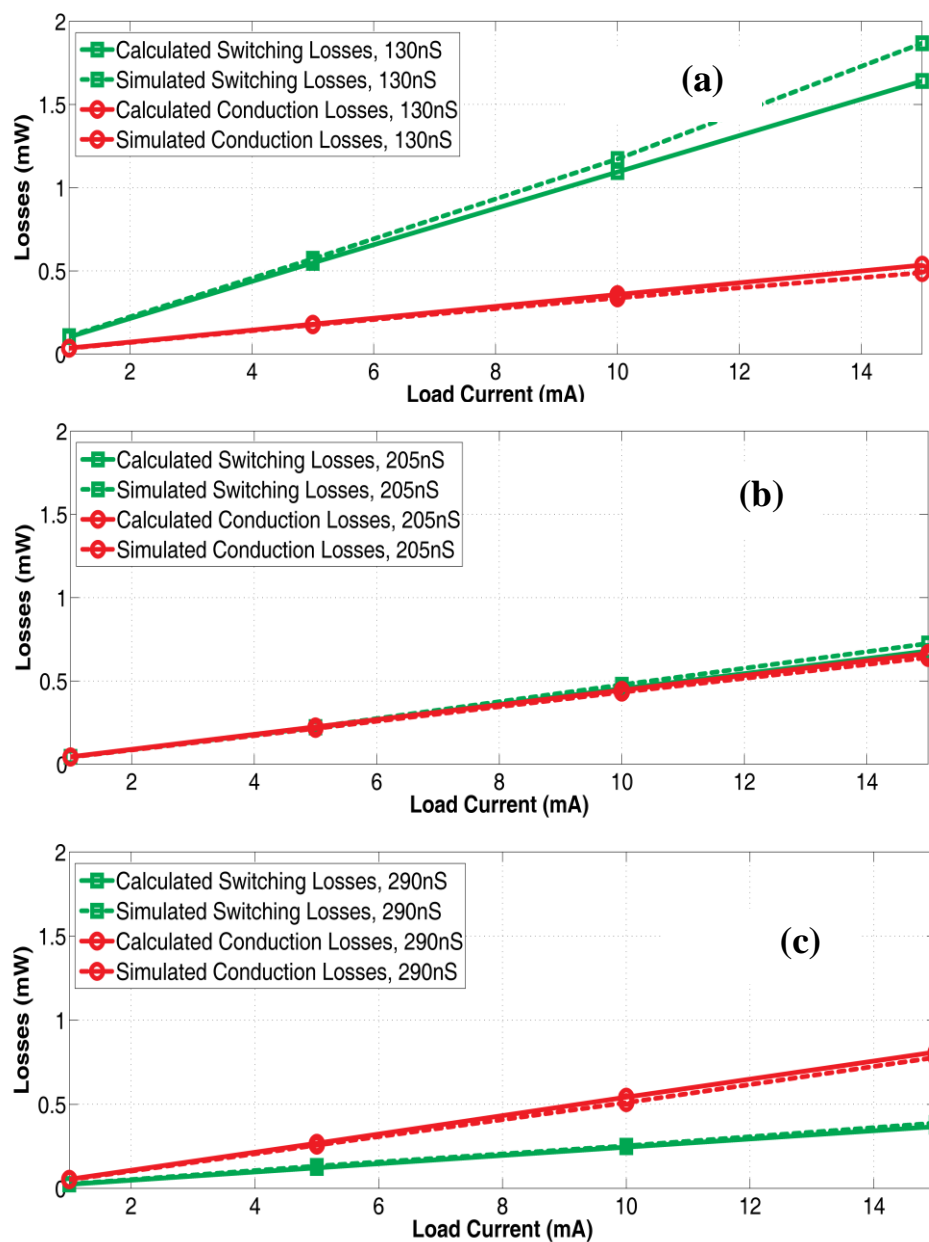 2
Calculated Switching Losses, 130nS
Simulated Switching Losses, 130nS
Calculated Conduction Losses, 130nS
Simulated Conduction Losses, 130nS
(a)
1.5
1
0.5
0
Losses (mW)
2 4 6 8 10 12 14
Load Current (mA)
2
Calculated Switching Losses, 205nS
Simulated Switching Losses, 205nS
Calculated Conduction Losses, 205nS
Simulated Conduction Losses, 205nS
(b)
1.5
1
0.5
0
Losses (mW)
2 4 6 8 10 12 14
Load Current (mA)
2
Calculated Switching Losses, 290nS
Simulated Switching Losses, 290nS
Calculated Conduction Losses, 290nS
Simulated Conduction Losses, 290nS
(c)
1.5
1
0.5
0
Losses (mW)
2 4 6 8 10 12 14
Load Current (mA)